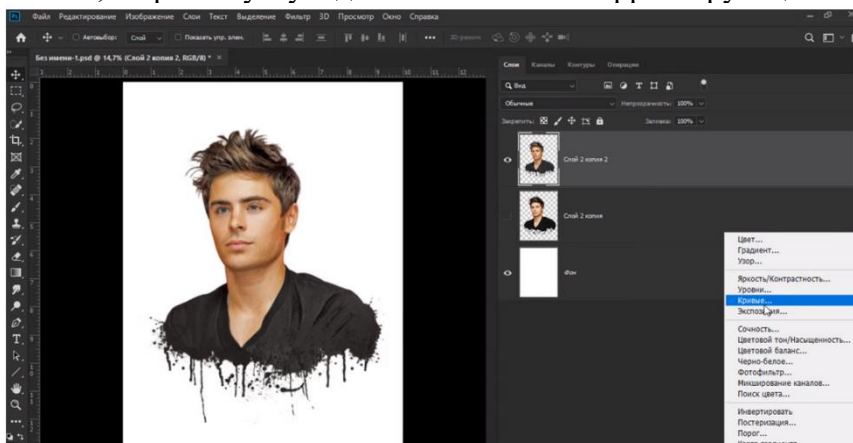 Файл Редактирование Изображение Слои Текст Выделение Фильтр 3D Просмотр Окно Справка
Автовыбор: Слой Показать упр. элем.
Без имени-1.psd @ 14,7% (Слой 2 копия 2, RGB/8) *
Слои Каналы Контуры Операции
Вид
Обычные Непрозрачность: 100%
Закрепить: Заливка: 100%
Слой 2 копия 2
Слой 2 копия
Фон
Цвет...
Градиент...
Узор...
Яркость/Контрастность...
Уровни...
Кривые...
Экспозиция...
Сочность...
Цветовой тон/Насыщенность...
Цветовой баланс...
Черно-белое...
Фотофильтр...
Микширование каналов...
Поиск цвета...
Инвертировать
Постеризация...
Порог...